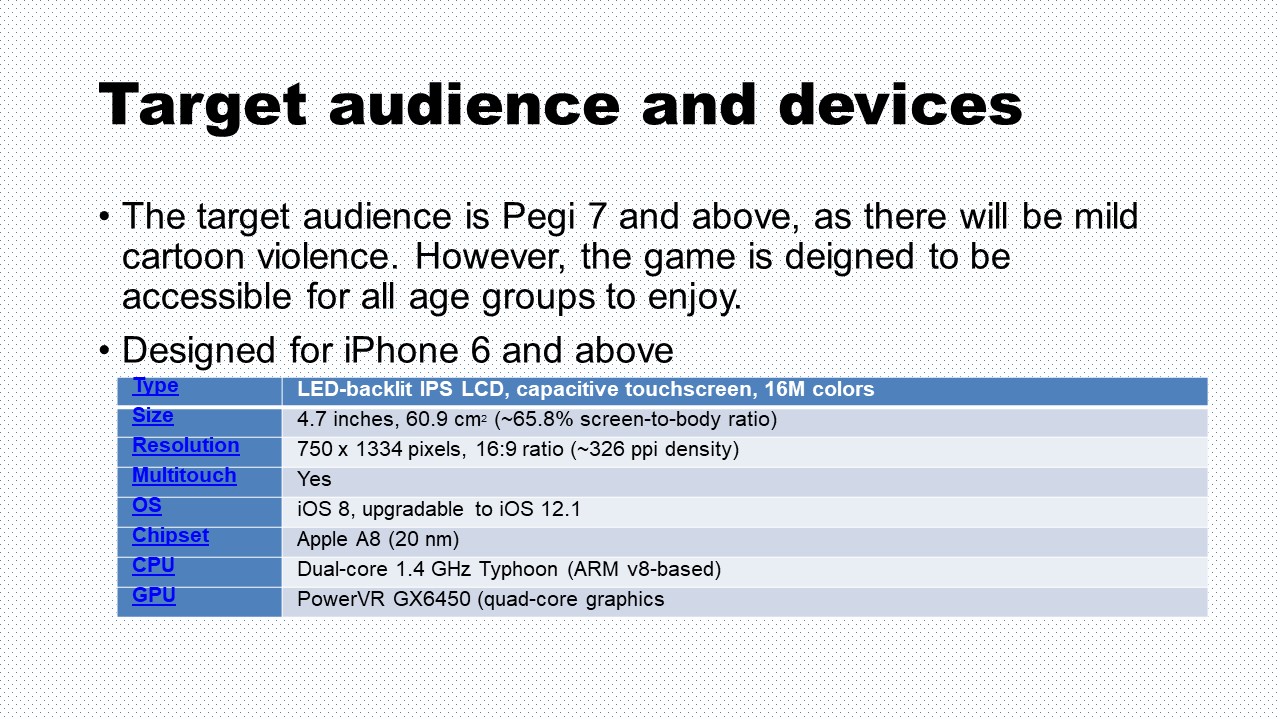 Target audience and devices
• The target audience is Pegi 7 and above, as there will be mild
cartoon violence. However, the game is deigned to be
accessible for all age groups to enjoy.
• Designed for iPhone 6 and above
Type LED-backlit IPS LCD, capacitive touchscreen, 16M colors
Size 4.7 inches, 60.9 cm² (~65.8% screen-to-body ratio)
Resolution 750 x 1334 pixels, 16:9 ratio (~326 ppi density)
Multitouch Yes
OS iOS 8, upgradable to iOS 12.1
Chipset Apple A8 (20 nm)
CPU Dual-core 1.4 GHz Typhoon (ARM v8-based)
GPU PowerVR GX6450 (quad-core graphics